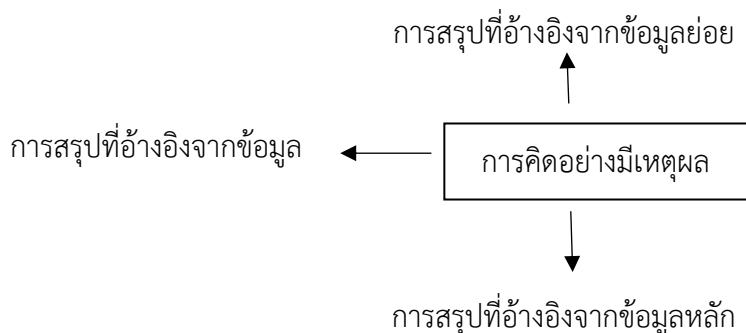 การสรุปที่อ้างอิงจากข้อมูลย่อย
การสรุปที่อ้างอิงจากข้อมูล
การคิดอย่างมีเหตุผล
การสรุปที่อ้างอิงจากข้อมูลหลัก